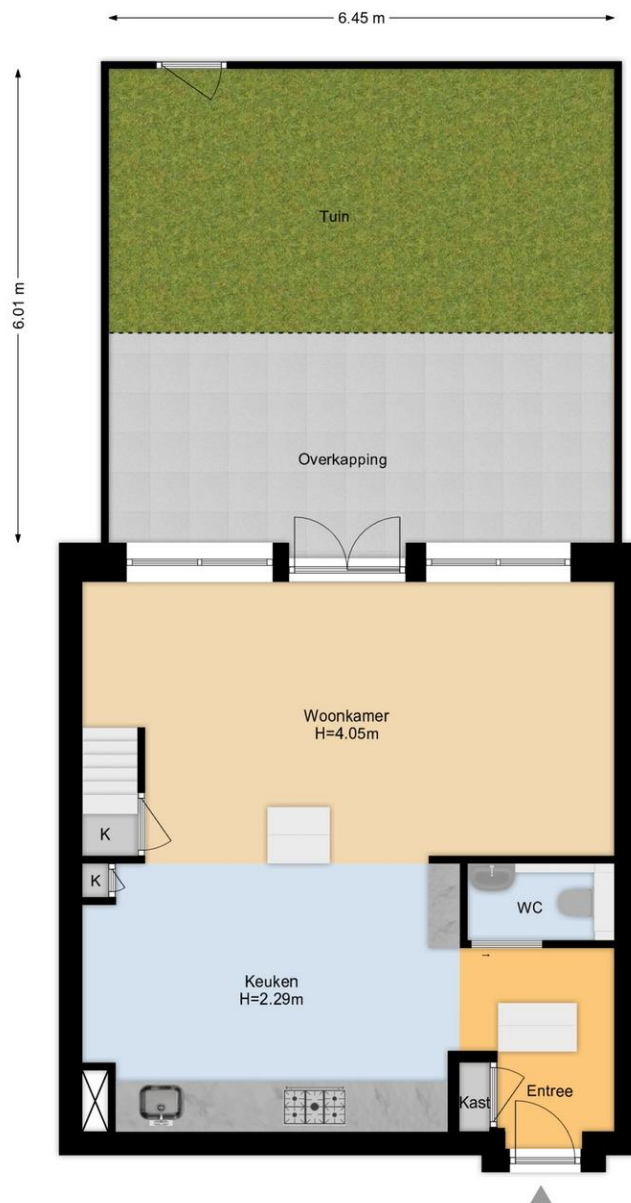 6.45 m
6.01 m
Tuin
Overkapping
Woonkamer
H=4.05m
K
K
WC
Keuken
H=2.29m
Kast
Entree